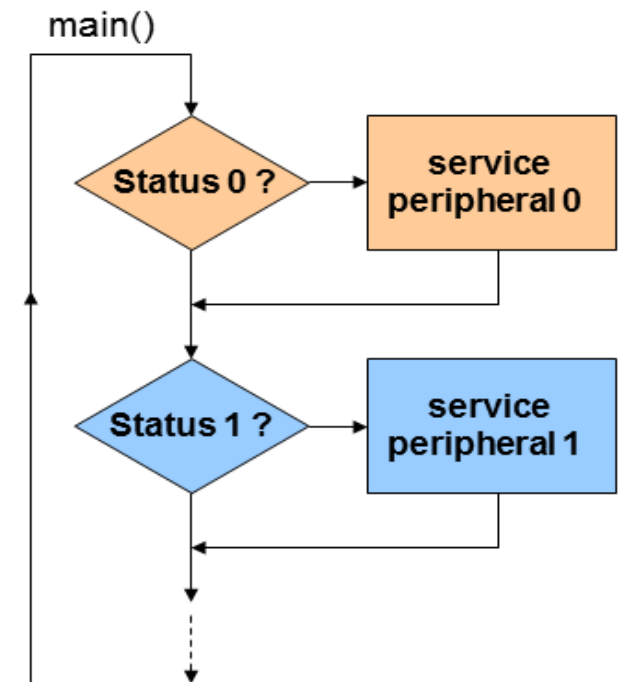 main()
Status 0 ?
service
peripheral 0
Status 1 ?
service
peripheral 1